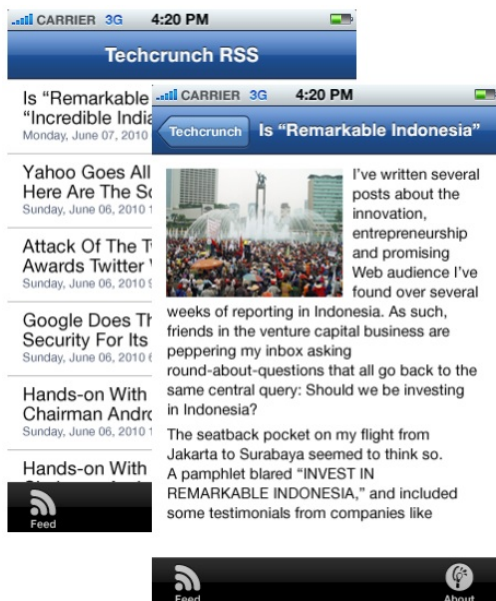 CARRIER 3G 4:20 PM
Techcrunch RSS
Is “Remarkable
“Incredible India
Monday, June 07, 2010
Yahoo Goes All
Here Are The
Sunday, June 06, 2010
Attack Of The
Awards Twitter
Sunday, June 06, 2010
Google Does
Security For Its
Sunday, June 06, 2010
Hands-on With
Chairman
Sunday, June 06, 2010
Hands-on With
Feed
CARRIER 3G 4:20 PM
Techcrunch Is “Remarkable Indonesia”
I’ve written several
posts about the
innovation,
entrepreneurship
and promising
Web audience I’ve
found over several
weeks of reporting in Indonesia. As such,
friends in the venture capital business are
peppering my inbox asking
round-about-questions that all go back to the
same central query: Should we be investing
in Indonesia?
The seatback pocket on my flight from
Jakarta to Surabaya seemed to think so.
A pamphlet blared “INVEST IN
REMARKABLE INDONESIA,” and included
some testimonials from companies like
Feed About